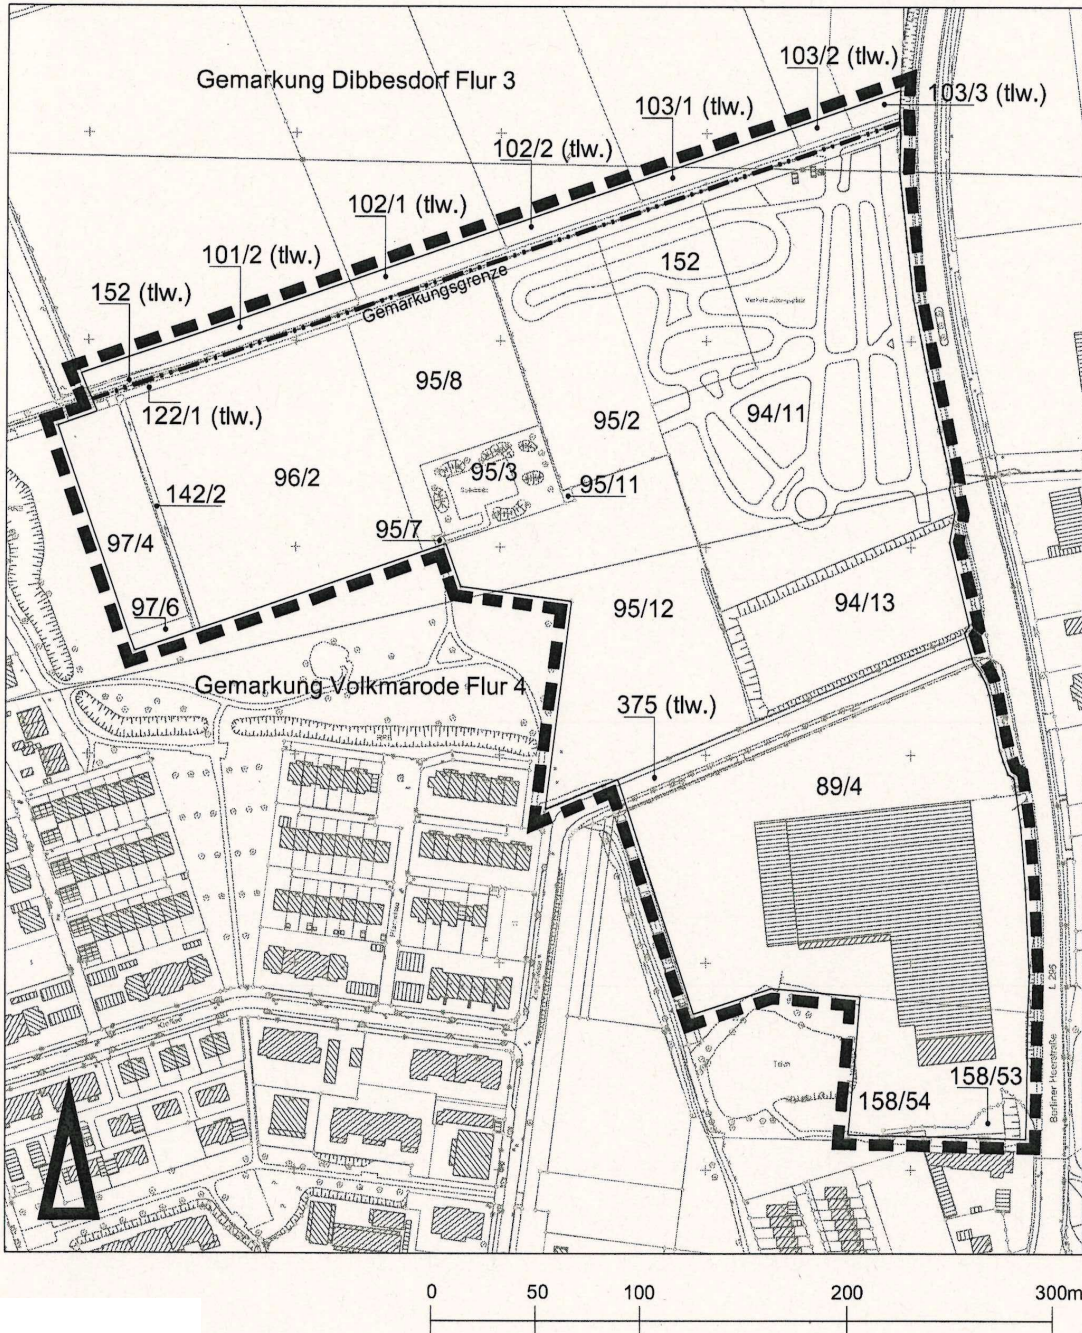 103/2 (tlw.)
Gemarkung Dibbesdorf Flur 3
103/3 (tlw.)
103/1 (tlw.)
102/2 (tlw.)
102/1 (tlw.)
101/2 (tlw.)
152
152 (tlw.)
Gemarkungsgrenze
95/8
122/1 (tlw.)
95/2
94/11
96/2
95/3
95/11
142/2
95/7
97/4
97/6
95/12
94/13
Gemarkung Volkmarode Flur 4
375 (tlw.)
89/4
Teich
158/53
158/54
Berliner Heerstraße L 295
0 50 100 200 300m